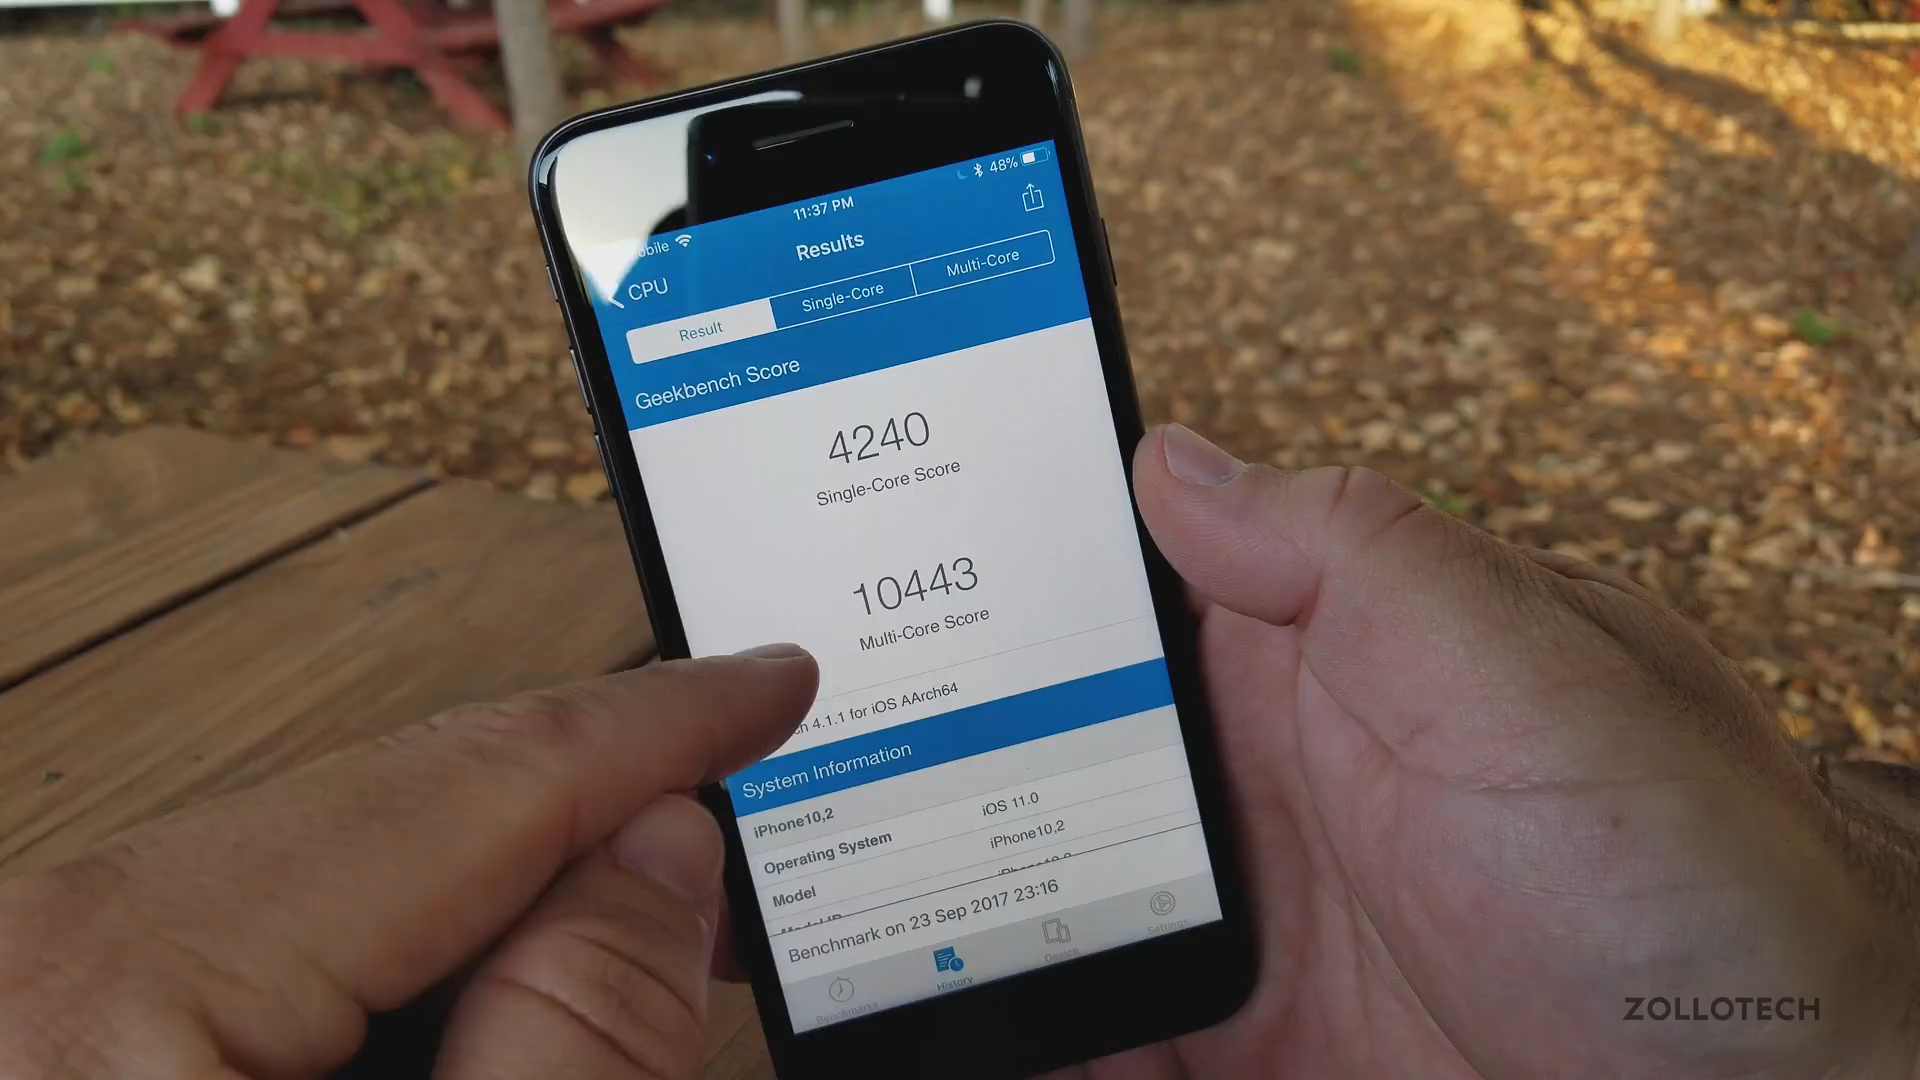 48%
11:37 PM
Results
CPU
Result
Single-Core
Multi-Core
Geekbench Score
4240
Single-Core Score
10443
Multi-Core Score
4.1.1 for iOS AArch64
System Information
iPhone10,2
Operating System iOS 11.0
Model iPhone10,2
Benchmark on 23 Sep 2017 23:16
Benchmarks
History
Device
Settings
ZOLLOTECH